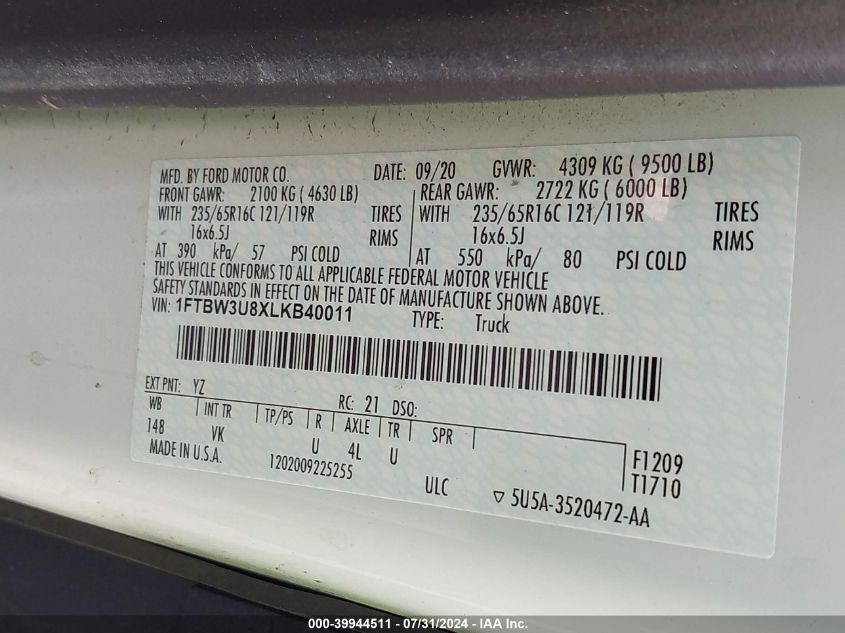 MFD. BY FORD MOTOR CO. DATE: 09/20 GVWR: 4309 KG ( 9500 LB)
FRONT GAWR: 2100 KG ( 4630 LB) REAR GAWR: 2722 KG ( 6000 LB)
WITH 235/65R16C 121/119R TIRES WITH 235/65R16C 121/119R TIRES
16x6.5J RIMS 16x6.5J RIMS
AT 390 kPa/ 57 PSI COLD AT 550 kPa/ 80 PSI COLD
THIS VEHICLE CONFORMS TO ALL APPLICABLE FEDERAL MOTOR VEHICLE
SAFETY STANDARDS IN EFFECT ON THE DATE OF MANUFACTURE SHOWN ABOVE.
VIN: 1FTBW3U8XLKB40011 TYPE: Truck
EXT PNT: YZ RC: 21 DSO:
WB INT TR TP/PS R AXLE TR SPR
148 VK U 4L U F1209
MADE IN U.S.A. 1202009225255 ULC T1710
5U5A-3520472-AA
000-39944511 - 07/31/2024 - IAA Inc.